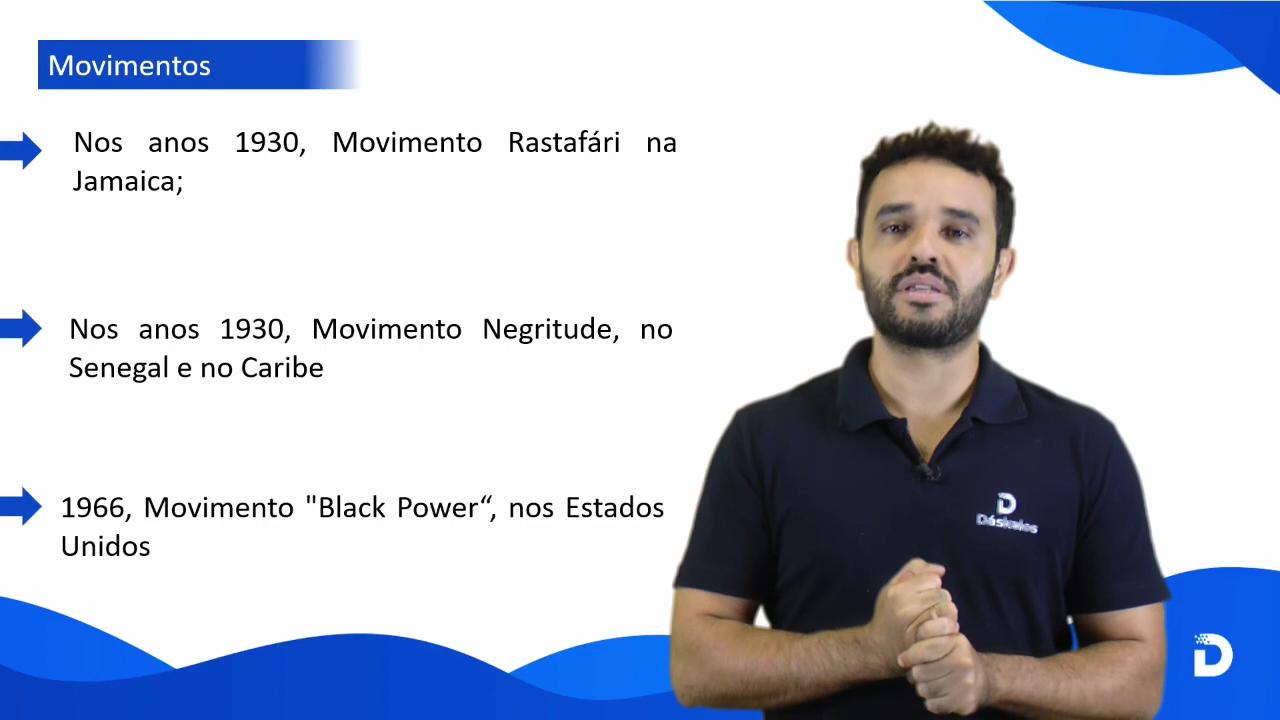 Movimentos
Nos anos 1930, Movimento Rastafári na
Jamaica;
Nos anos 1930, Movimento Negritude, no
Senegal e no Caribe
1966, Movimento "Black Power“, nos Estados
Unidos
D
Dáskalos
D